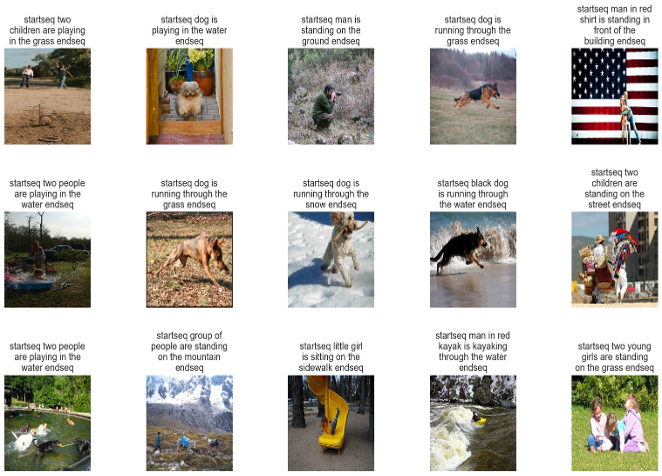 startseq two
children are playing
in the grass endseq
startseq dog is
playing in the water
endseq
startseq man is
standing on the
ground endseq
startseq dog is
running through the
grass endseq
startseq man in red
shirt is standing in
front of the
building endseq
startseq two people
are playing in the
water endseq
startseq dog is
running through the
grass endseq
startseq dog is
running through the
snow endseq
startseq black dog
is running through
the water endseq
startseq two
children are
standing on the
street endseq
startseq two people
are playing in the
water endseq
startseq group of
people are standing
on the mountain
endseq
startseq little girl
is sitting on the
sidewalk endseq
startseq man in red
kayak is kayaking
through the water
endseq
startseq two young
girls are standing
on the grass endseq